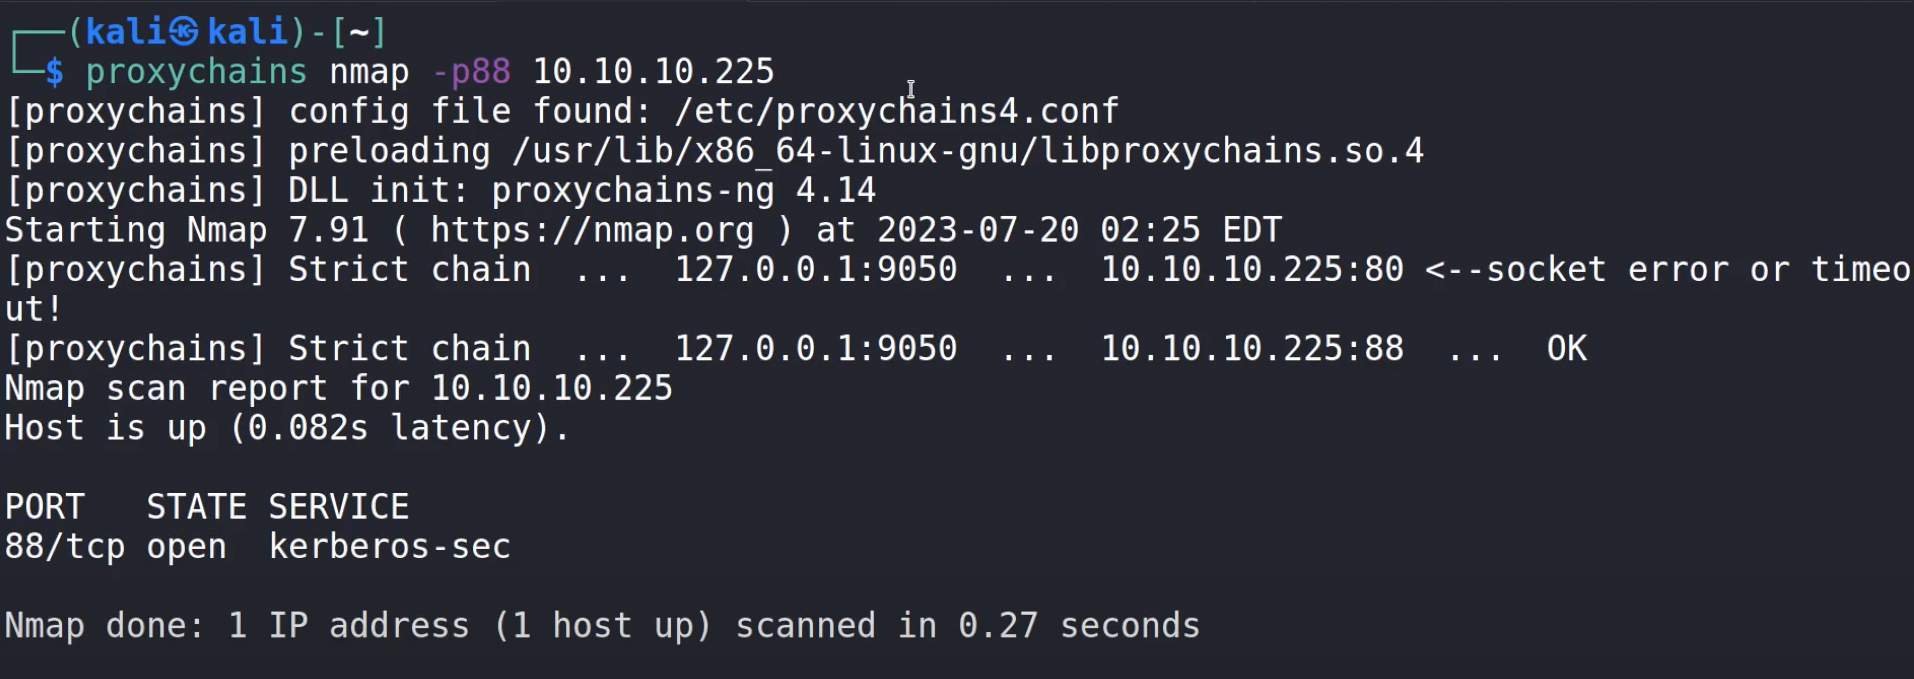 ┌──(kali㉿kali)-[~]
└─$ proxychains nmap -p88 10.10.10.225
[proxychains] config file found: /etc/proxychains4.conf
[proxychains] preloading /usr/lib/x86_64-linux-gnu/libproxychains.so.4
[proxychains] DLL init: proxychains-ng 4.14
Starting Nmap 7.91 ( https://nmap.org ) at 2023-07-20 02:25 EDT
[proxychains] Strict chain  ...  127.0.0.1:9050  ...  10.10.10.225:80 <--socket error or timeo
ut!
[proxychains] Strict chain  ...  127.0.0.1:9050  ...  10.10.10.225:88  ...  OK
Nmap scan report for 10.10.10.225
Host is up (0.082s latency).
PORT   STATE SERVICE
88/tcp open  kerberos-sec
Nmap done: 1 IP address (1 host up) scanned in 0.27 seconds